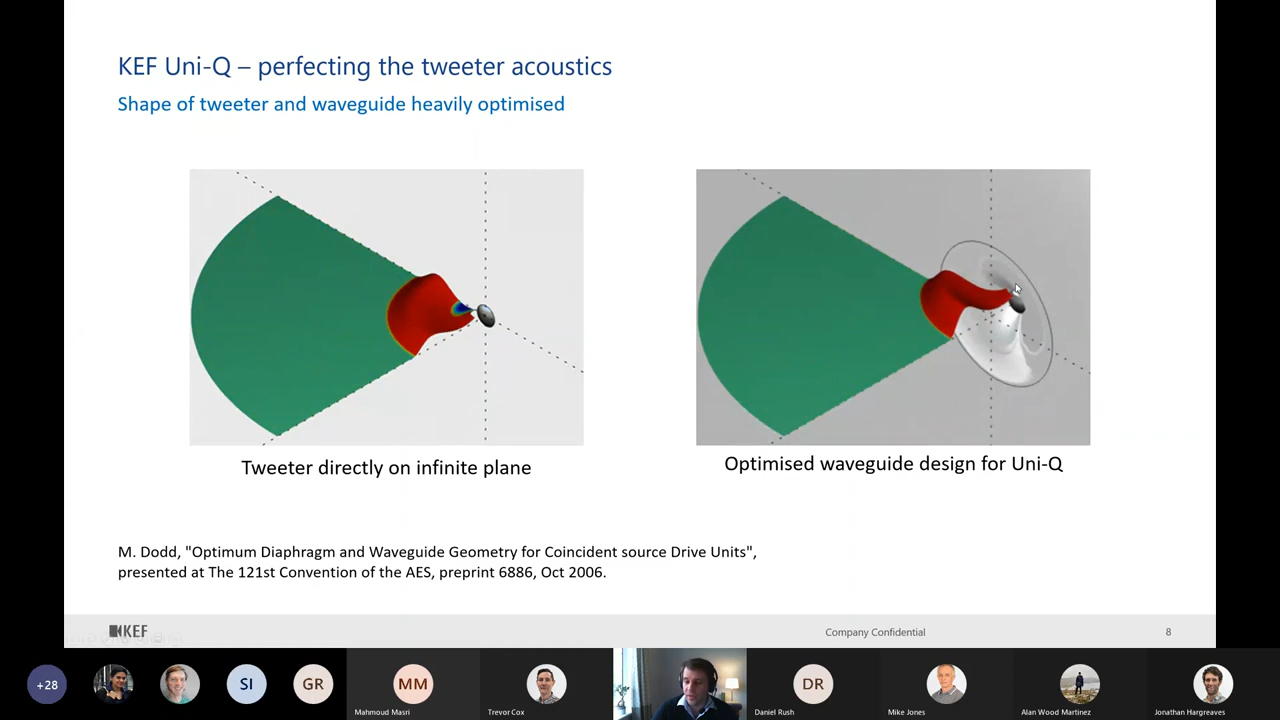 KEF Uni-Q – perfecting the tweeter acoustics
Shape of tweeter and waveguide heavily optimised
Tweeter directly on infinite plane
Optimised waveguide design for Uni-Q
M. Dodd, "Optimum Diaphragm and Waveguide Geometry for Coincident source Drive Units",
presented at The 121st Convention of the AES, preprint 6886, Oct 2006.
KEF
Company Confidential
8
+28
SI
GR
MM
DR
Mahmoud Masri
Trevor Cox
Daniel Rush
Mike Jones
Alan Wood Martinez
Jonathan Hargreaves